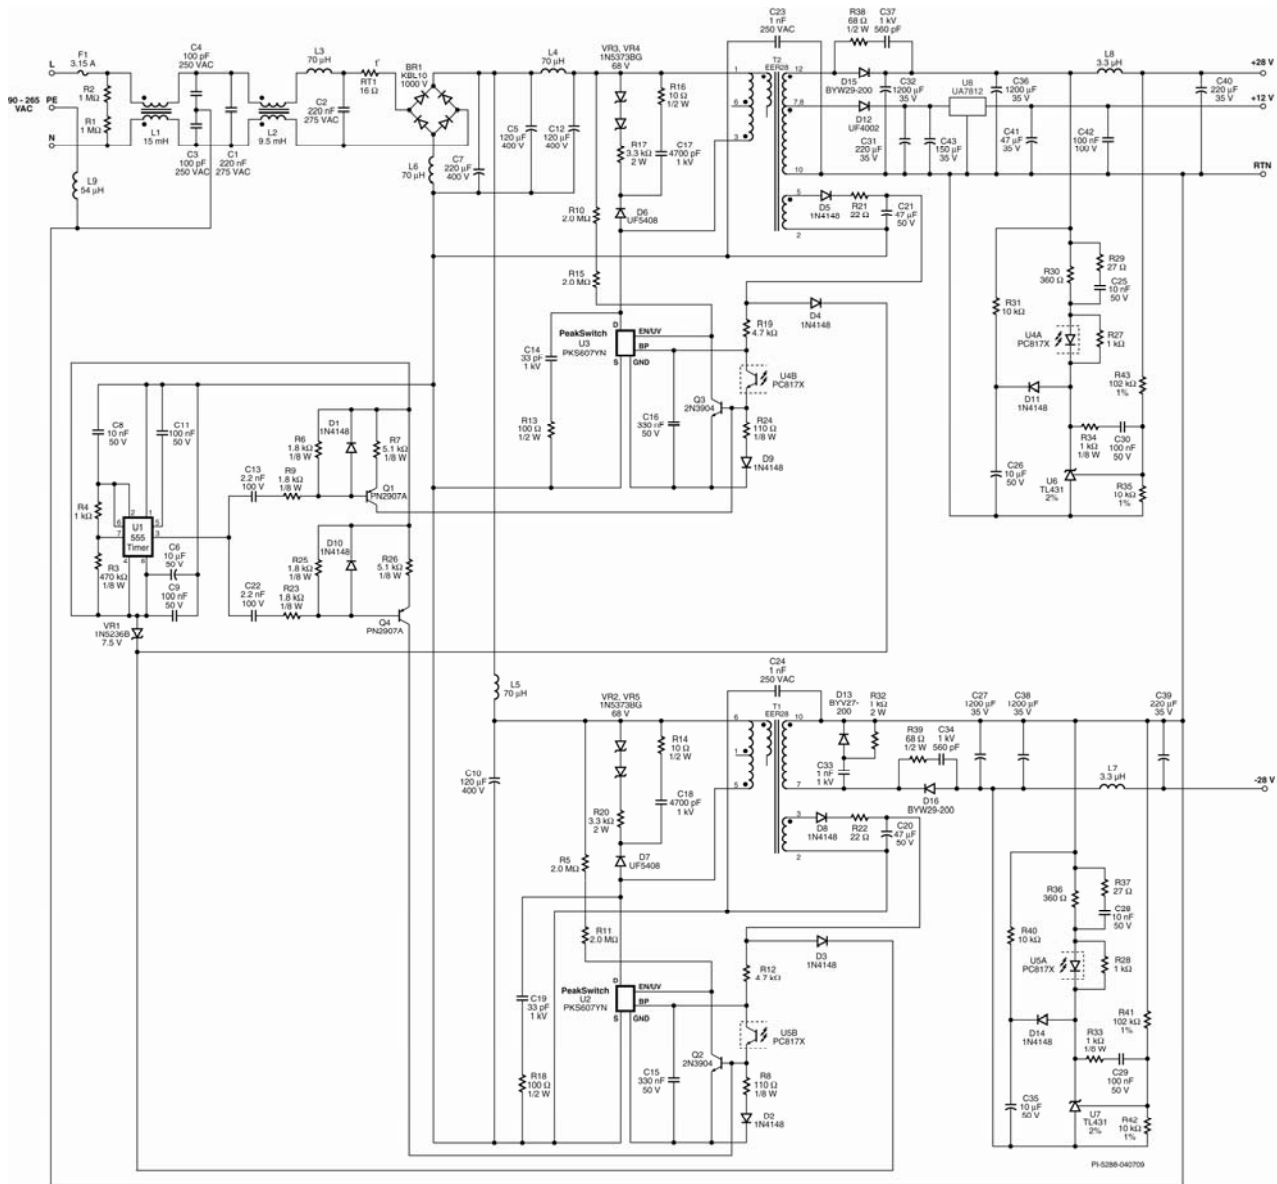 L
F1
3.15 A
R2
1 MΩ
90 - 265
VAC
PE
R1
1 MΩ
N
L9
54 µH
L1
15 mH
C4
100 pF
250 VAC
C3
100 pF
250 VAC
C1
220 nF
275 VAC
L2
9.5 mH
L3
70 µH
C2
220 nF
275 VAC
t°
RT1
16 Ω
BR1
KBL10
1000 V
L6
70 µH
C7
220 µF
400 V
L4
70 µH
C5
120 µF
400 V
C12
120 µF
400 V
VR3, VR4
1N5373BG
68 V
R16
10 Ω
1/2 W
R17
3.3 kΩ
2 W
C17
4700 pF
1 kV
R10
2.0 MΩ
D6
UF5408
R15
2.0 MΩ
C23
1 nF
250 VAC
T2
EER28
1
6
3
12
7,8
10
5
2
R38
68 Ω
1/2 W
C37
1 kV
560 pF
D15
BYW29-200
D12
UF4002
C32
1200 µF
35 V
C31
220 µF
35 V
C43
150 µF
35 V
U8
UA7812
C36
1200 µF
35 V
C41
47 µF
35 V
C42
100 nF
100 V
L8
3.3 µH
C40
220 µF
35 V
+28 V
+12 V
RTN
D5
1N4148
R21
22 Ω
C21
47 µF
50 V
D4
1N4148
R19
4.7 kΩ
U4B
PC817X
R24
110 Ω
1/8 W
D9
1N4148
Q3
2N3904
C16
330 nF
50 V
PeakSwitch
U3
PKS607YN
D
S
EN/UV
BP
GND
C14
33 pF
1 kV
R13
100 Ω
1/2 W
R31
10 kΩ
R30
360 Ω
R29
27 Ω
C25
10 nF
50 V
U4A
PC817X
R27
1 kΩ
D11
1N4148
R43
102 kΩ
1%
R34
1 kΩ
1/8 W
C30
100 nF
50 V
C26
10 µF
50 V
U6
TL431
2%
R35
10 kΩ
1%
C8
10 nF
50 V
C11
100 nF
50 V
R4
1 kΩ
R3
470 kΩ
1/8 W
U1
555
Timer
2
1
6
5
7
3
4
C6
10 µF
50 V
C9
100 nF
50 V
VR1
1N5236B
7.5 V
C13
2.2 nF
100 V
R9
1.8 kΩ
1/8 W
R6
1.8 kΩ
1/8 W
D1
1N4148
R7
5.1 kΩ
1/8 W
Q1
PN2907A
C22
2.2 nF
100 V
R23
1.8 kΩ
1/8 W
R25
1.8 kΩ
1/8 W
D10
1N4148
R26
5.1 kΩ
1/8 W
Q4
PN2907A
L5
70 µH
C10
120 µF
400 V
VR2, VR5
1N5373BG
68 V
R14
10 Ω
1/2 W
R20
3.3 kΩ
2 W
C18
4700 pF
1 kV
R5
2.0 MΩ
D7
UF5408
R11
2.0 MΩ
C24
1 nF
250 VAC
T1
EER28
6
1
5
10
7
3
2
D13
BYV27-
200
R32
1 kΩ
2 W
C33
1 nF
1 kV
R39
68 Ω
1/2 W
C34
1 kV
560 pF
D16
BYW29-200
C27
1200 µF
35 V
C38
1200 µF
35 V
L7
3.3 µH
C39
220 µF
35 V
-28 V
D8
1N4148
R22
22 Ω
C20
47 µF
50 V
D3
1N4148
R12
4.7 kΩ
U5B
PC817X
R8
110 Ω
1/8 W
D2
1N4148
Q2
2N3904
C15
330 nF
50 V
PeakSwitch
U2
PKS607YN
D
S
EN/UV
BP
GND
C19
33 pF
1 kV
R18
100 Ω
1/2 W
R40
10 kΩ
R36
360 Ω
R37
27 Ω
C28
10 nF
50 V
U5A
PC817X
R28
1 kΩ
D14
1N4148
R41
102 kΩ
1%
R33
1 kΩ
1/8 W
C29
100 nF
50 V
C35
10 µF
50 V
U7
TL431
2%
R42
10 kΩ
1%
PI-5288-040709